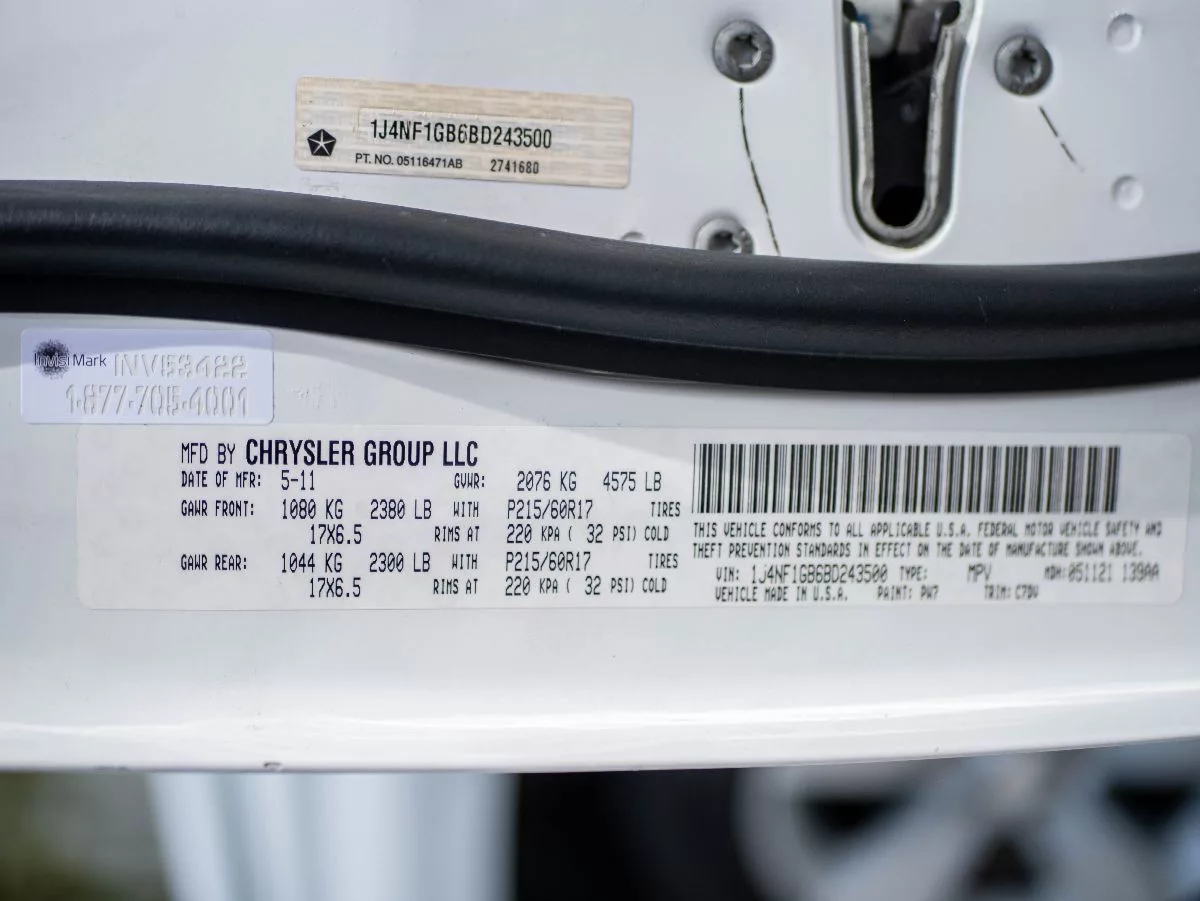 1J4NF1GB6BD243500
PT. NO. 05116471AB 2741680
InvisiMark INV53422
1-877-705-4001
MFD BY CHRYSLER GROUP LLC
DATE OF MFR: 5-11 GVWR: 2076 KG 4575 LB
GAWR FRONT: 1080 KG 2380 LB WITH P215/60R17 TIRES
17X6.5 RIMS AT 220 KPA ( 32 PSI) COLD
GAWR REAR: 1044 KG 2300 LB WITH P215/60R17 TIRES
17X6.5 RIMS AT 220 KPA ( 32 PSI) COLD
THIS VEHICLE CONFORMS TO ALL APPLICABLE U.S.A. FEDERAL MOTOR VEHICLE SAFETY AND
THEFT PREVENTION STANDARDS IN EFFECT ON THE DATE OF MANUFACTURE SHOWN ABOVE.
VIN: 1J4NF1GB6BD243500 TYPE: MPV MDH: 051121 139AA
VEHICLE MADE IN U.S.A. PAINT: PW7 TRIM: C7DV